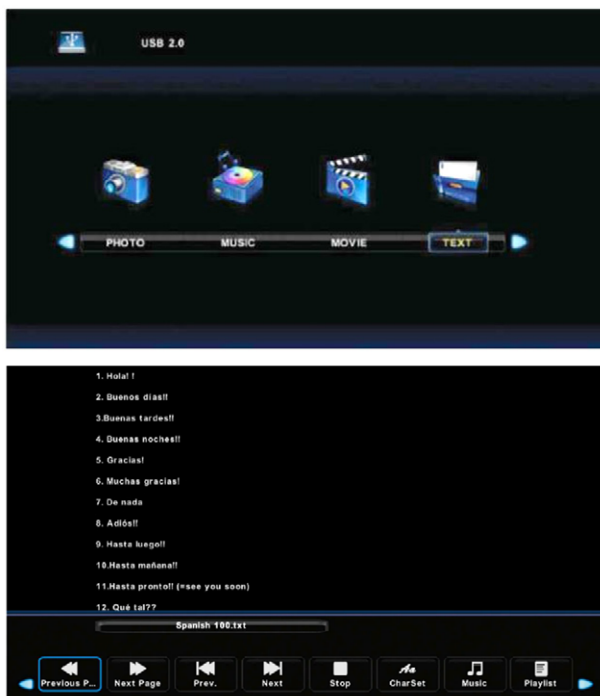 USB 2.0
PHOTO MUSIC MOVIE TEXT
1. Hola! !
2. Buenos días!!
3.Buenas tardes!!
4. Buenas noches!!
5. Gracias!
6. Muchas gracias!
7. De nada
8. Adiós!!
9. Hasta luego!!
10.Hasta mañana!!
11.Hasta pronto!! (=see you soon)
12. Qué tal??
Spanish 100.txt
Previous P... Next Page Prev. Next Stop CharSet Music Playlist